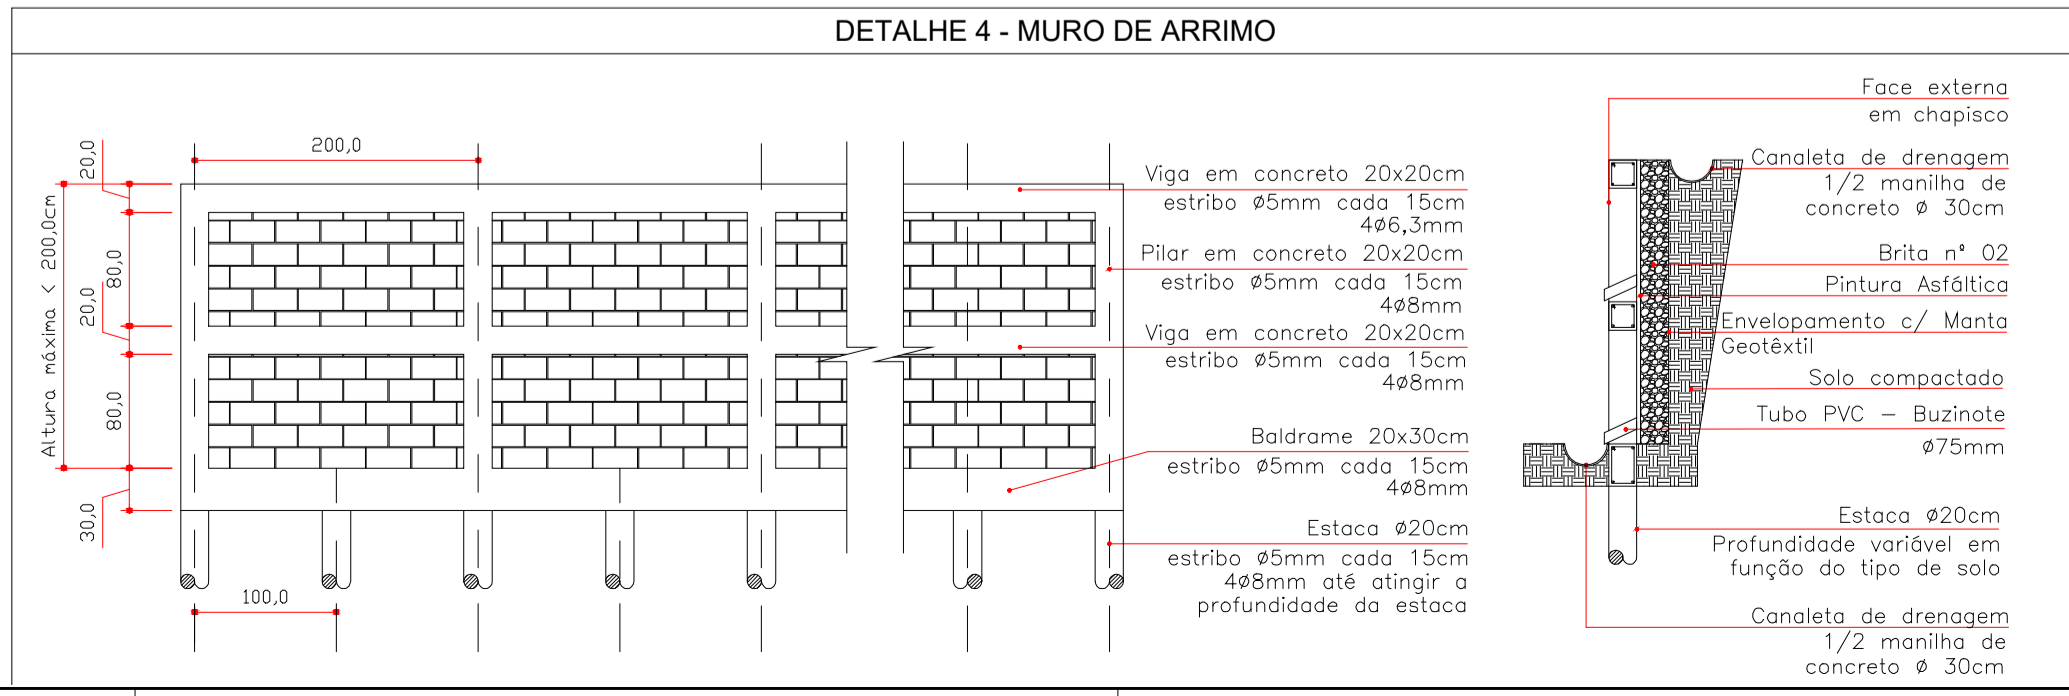 DETALHE 4 - MURO DE ARRIMO
200,0
20,0
80,0
20,0
80,0
30,0
Altura máxima < 200,0cm
100,0
Viga em concreto 20x20cm
estribo Ø5mm cada 15cm
4Ø6,3mm
Pilar em concreto 20x20cm
estribo Ø5mm cada 15cm
4Ø8mm
Viga em concreto 20x20cm
estribo Ø5mm cada 15cm
4Ø8mm
Baldrame 20x30cm
estribo Ø5mm cada 15cm
4Ø8mm
Estaca Ø20cm
estribo Ø5mm cada 15cm
4Ø8mm até atingir a
profundidade da estaca
Face externa
em chapisco
Canaleta de drenagem
1/2 manilha de
concreto Ø 30cm
Brita nº 02
Pintura Asfáltica
Envelopamento c/ Manta
Geotêxtil
Solo compactado
Tubo PVC – Buzinote
Ø75mm
Estaca Ø20cm
Profundidade variável em
função do tipo de solo
Canaleta de drenagem
1/2 manilha de
concreto Ø 30cm